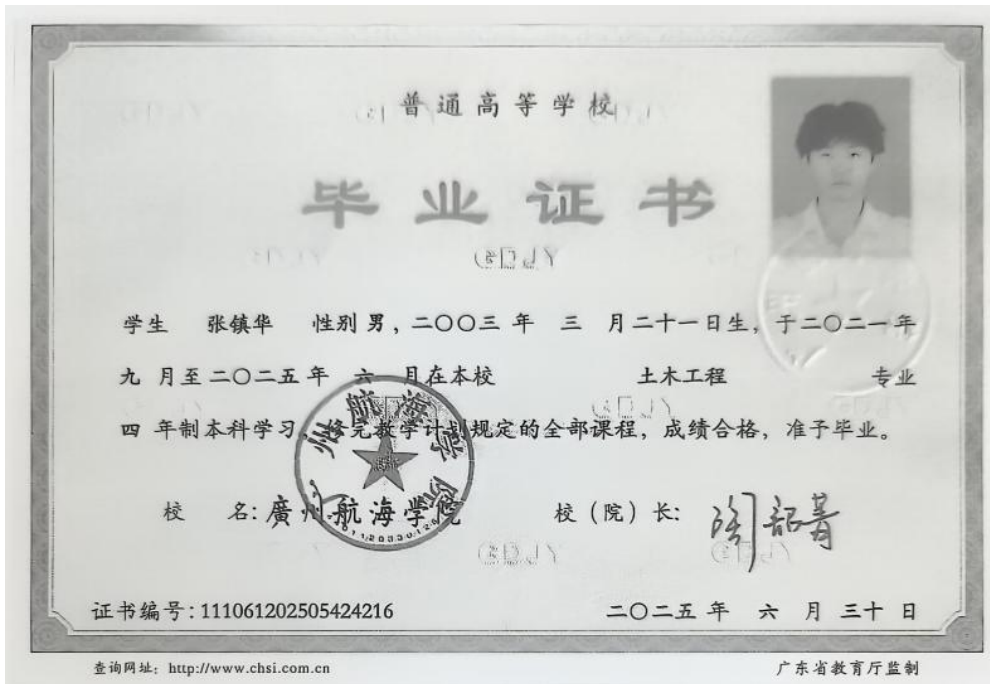 普通高等学校
毕业证书
学生 张镇华 性别 男，二〇〇三 年 三 月二十一日生，于二〇二一年
九 月至二〇二五年 六 月在本校 土木工程 专业
四 年制本科学习，修完教学计划规定的全部课程，成绩合格，准予毕业。
校 名：廣州航海学院 校（院）长：陶韶菁
证书编号：111061202505424216 二〇二五 年 六 月 三十 日
查询网址：http://www.chsi.com.cn 广东省教育厅监制